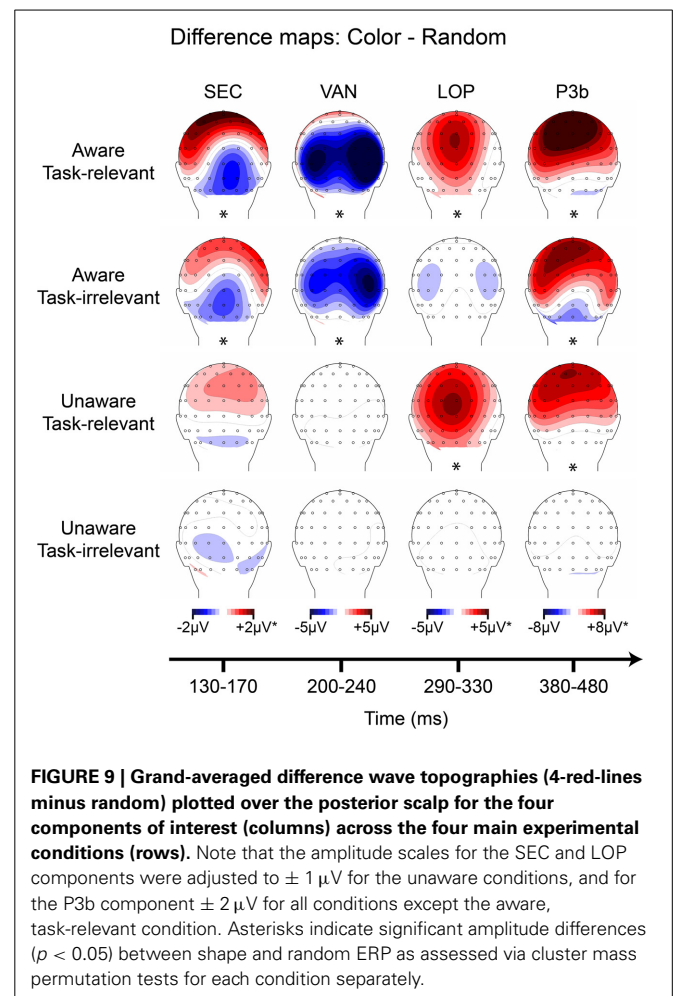 Difference maps: Color - Random
SEC VAN LOP P3b
Aware
Task-relevant
* * * *
Aware
Task-irrelevant
* * *
Unaware
Task-relevant
* *
Unaware
Task-irrelevant
-2μV +2μV* -5μV +5μV -5μV +5μV* -8μV +8μV*
130-170 200-240 290-330 380-480
Time (ms)
FIGURE 9 | Grand-averaged difference wave topographies (4-red-lines
minus random) plotted over the posterior scalp for the four
components of interest (columns) across the four main experimental
conditions (rows). Note that the amplitude scales for the SEC and LOP
components were adjusted to ± 1 μV for the unaware conditions, and for
the P3b component ± 2 μV for all conditions except the aware,
task-relevant condition. Asterisks indicate significant amplitude differences
(p < 0.05) between shape and random ERP as assessed via cluster mass
permutation tests for each condition separately.